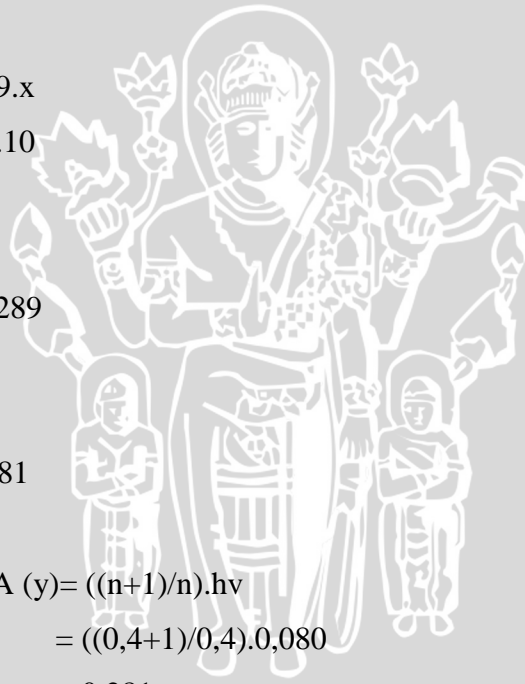 9.x
.10
289
81
A (y)= ((n+1)/n).hv
= ((0,4+1)/0,4).0,080